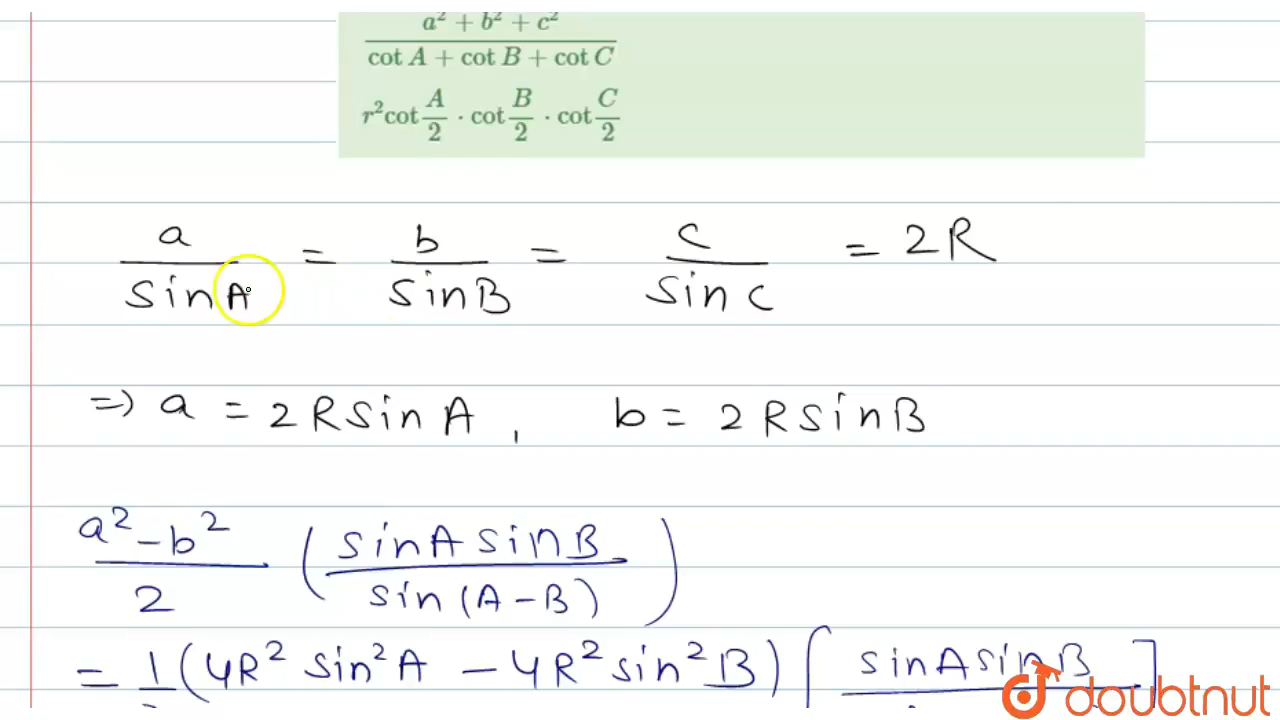 a² + b² + c² / cot A + cot B + cot C
r² cot A/2 · cot B/2 · cot C/2
a/sin A = b/sin B = c/sin C = 2R
=> a = 2R sin A, b = 2R sin B
a² - b² / 2 (sin A sin B / sin (A - B))
= 1 (4R² sin² A - 4R² sin² B) [sin A sin B]
doubtnut